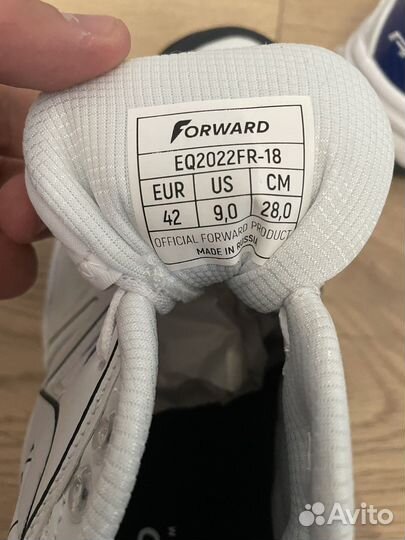 FORWARD
EQ2022FR-18
EUR US CM
42 9,0 28,0
OFFICIAL FORWARD PRODUCT
MADE IN RUSSIA
Avito